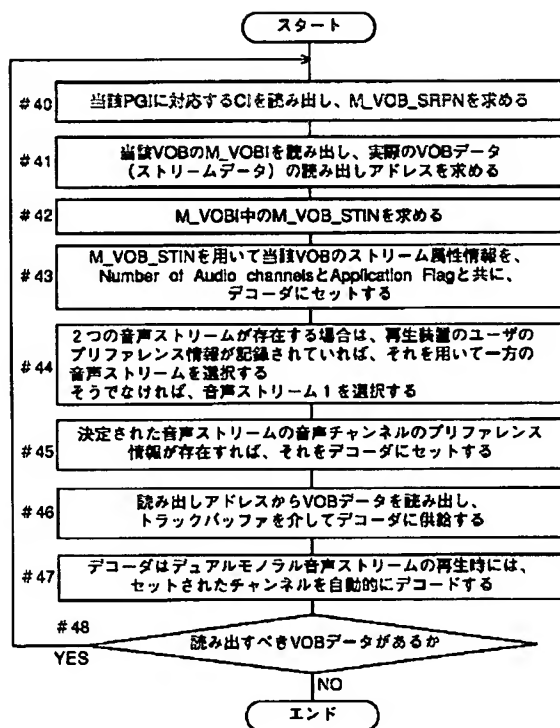 スタート
#40
当該PGIに対応するCIを読み出し、M_VOB_SRPNを求める
#41
当該VOBのM_VOBIを読み出し、実際のVOBデータ
(ストリームデータ)の読み出しアドレスを求める
#42
M_VOBI中のM_VOB_STINを求める
#43
M_VOB_STINを用いて当該VOBのストリーム属性情報を、
Number of Audio channelsとApplication Flagと共に、
デコーダにセットする
#44
2つの音声ストリームが存在する場合は、再生装置のユーザの
プリファレンス情報が記録されていれば、それを用いて一方の
音声ストリームを選択する
そうでなければ、音声ストリーム1を選択する
#45
決定された音声ストリームの音声チャンネルのプリファレンス
情報が存在すれば、それをデコーダにセットする
#46
読み出しアドレスからVOBデータを読み出し、
トラックバッファを介してデコーダに供給する
#47
デコーダはデュアルモノラル音声ストリームの再生時には、
セットされたチャンネルを自動的にデコードする
#48
読み出すべきVOBデータがあるか
YES
NO
エンド